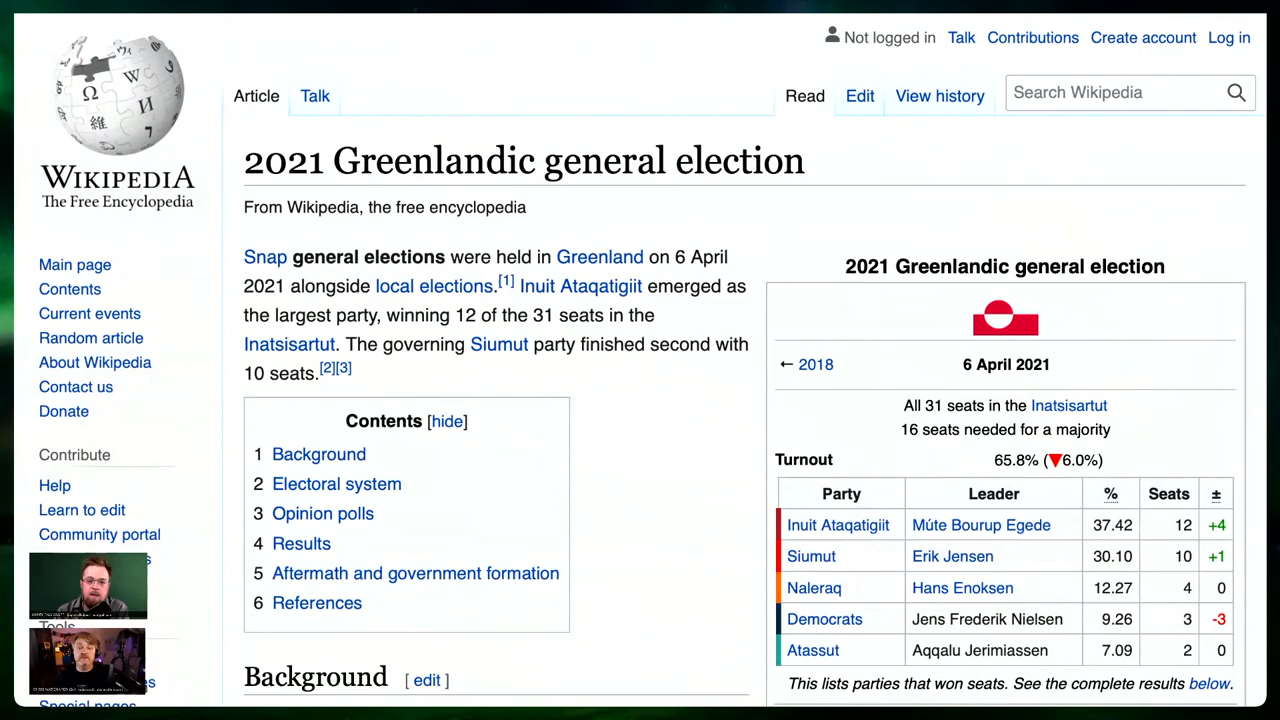 Not logged in Talk Contributions Create account Log in
Article Talk Read Edit View history Search Wikipedia
WIKIPEDIA
The Free Encyclopedia
Main page
Contents
Current events
Random article
About Wikipedia
Contact us
Donate
Contribute
Help
Learn to edit
Community portal
Tools
Special pages
2021 Greenlandic general election
From Wikipedia, the free encyclopedia
Snap general elections were held in Greenland on 6 April
2021 alongside local elections.[1] Inuit Ataqatigiit emerged as
the largest party, winning 12 of the 31 seats in the
Inatsisartut. The governing Siumut party finished second with
10 seats.[2][3]
Contents [hide]
1 Background
2 Electoral system
3 Opinion polls
4 Results
5 Aftermath and government formation
6 References
Background [ edit ]
2021 Greenlandic general election
← 2018 6 April 2021
All 31 seats in the Inatsisartut
16 seats needed for a majority
Turnout 65.8% (▼6.0%)
Party Leader % Seats ±
Inuit Ataqatigiit Múte Bourup Egede 37.42 12 +4
Siumut Erik Jensen 30.10 10 +1
Naleraq Hans Enoksen 12.27 4 0
Democrats Jens Frederik Nielsen 9.26 3 -3
Atassut Aqqalu Jerimiassen 7.09 2 0
This lists parties that won seats. See the complete results below.